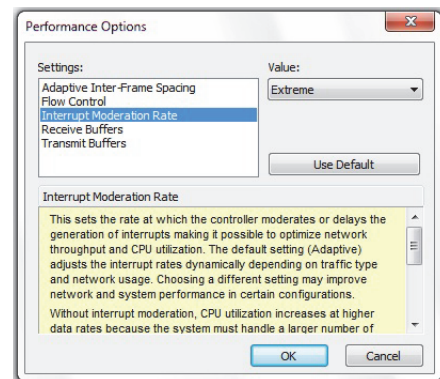 Performance Options
Settings:
Value:
Adaptive Inter-Frame Spacing
Flow Control
Interrupt Moderation Rate
Receive Buffers
Transmit Buffers
Extreme
Use Default
Interrupt Moderation Rate
This sets the rate at which the controller moderates or delays the
generation of interrupts making it possible to optimize network
throughput and CPU utilization. The default setting (Adaptive)
adjusts the interrupt rates dynamically depending on traffic type
and network usage. Choosing a different setting may improve
network and system performance in certain configurations.
Without interrupt moderation, CPU utilization increases at higher
data rates because the system must handle a larger number of
OK
Cancel